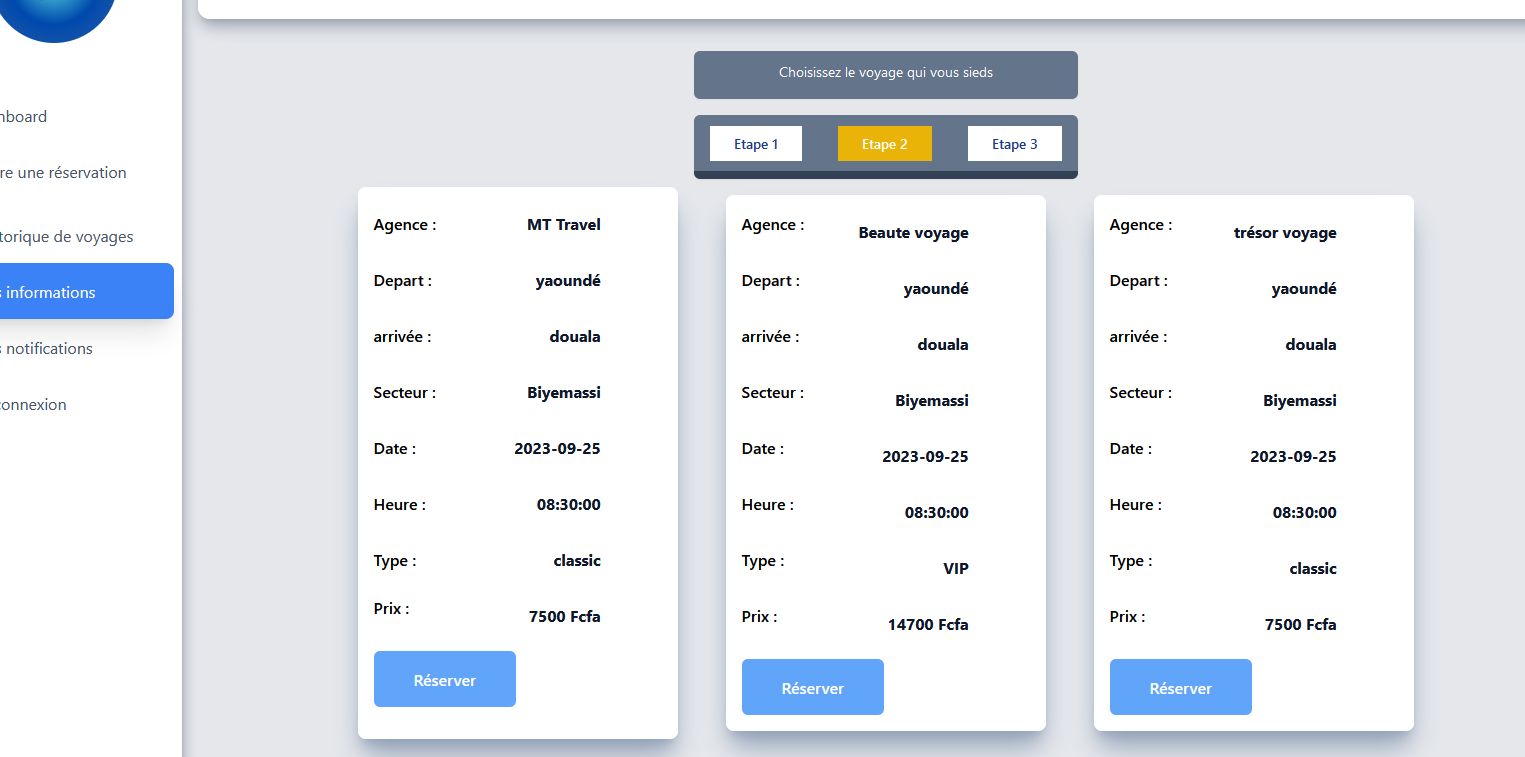 nboard
re une réservation
torique de voyages
s informations
s notifications
connexion
Choisissez le voyage qui vous sieds
Etape 1 Etape 2 Etape 3
Agence : MT Travel
Depart : yaoundé
arrivée : douala
Secteur : Biyemassi
Date : 2023-09-25
Heure : 08:30:00
Type : classic
Prix : 7500 Fcfa
Réserver
Agence : Beaute voyage
Depart : yaoundé
arrivée : douala
Secteur : Biyemassi
Date : 2023-09-25
Heure : 08:30:00
Type : VIP
Prix : 14700 Fcfa
Réserver
Agence : trésor voyage
Depart : yaoundé
arrivée : douala
Secteur : Biyemassi
Date : 2023-09-25
Heure : 08:30:00
Type : classic
Prix : 7500 Fcfa
Réserver